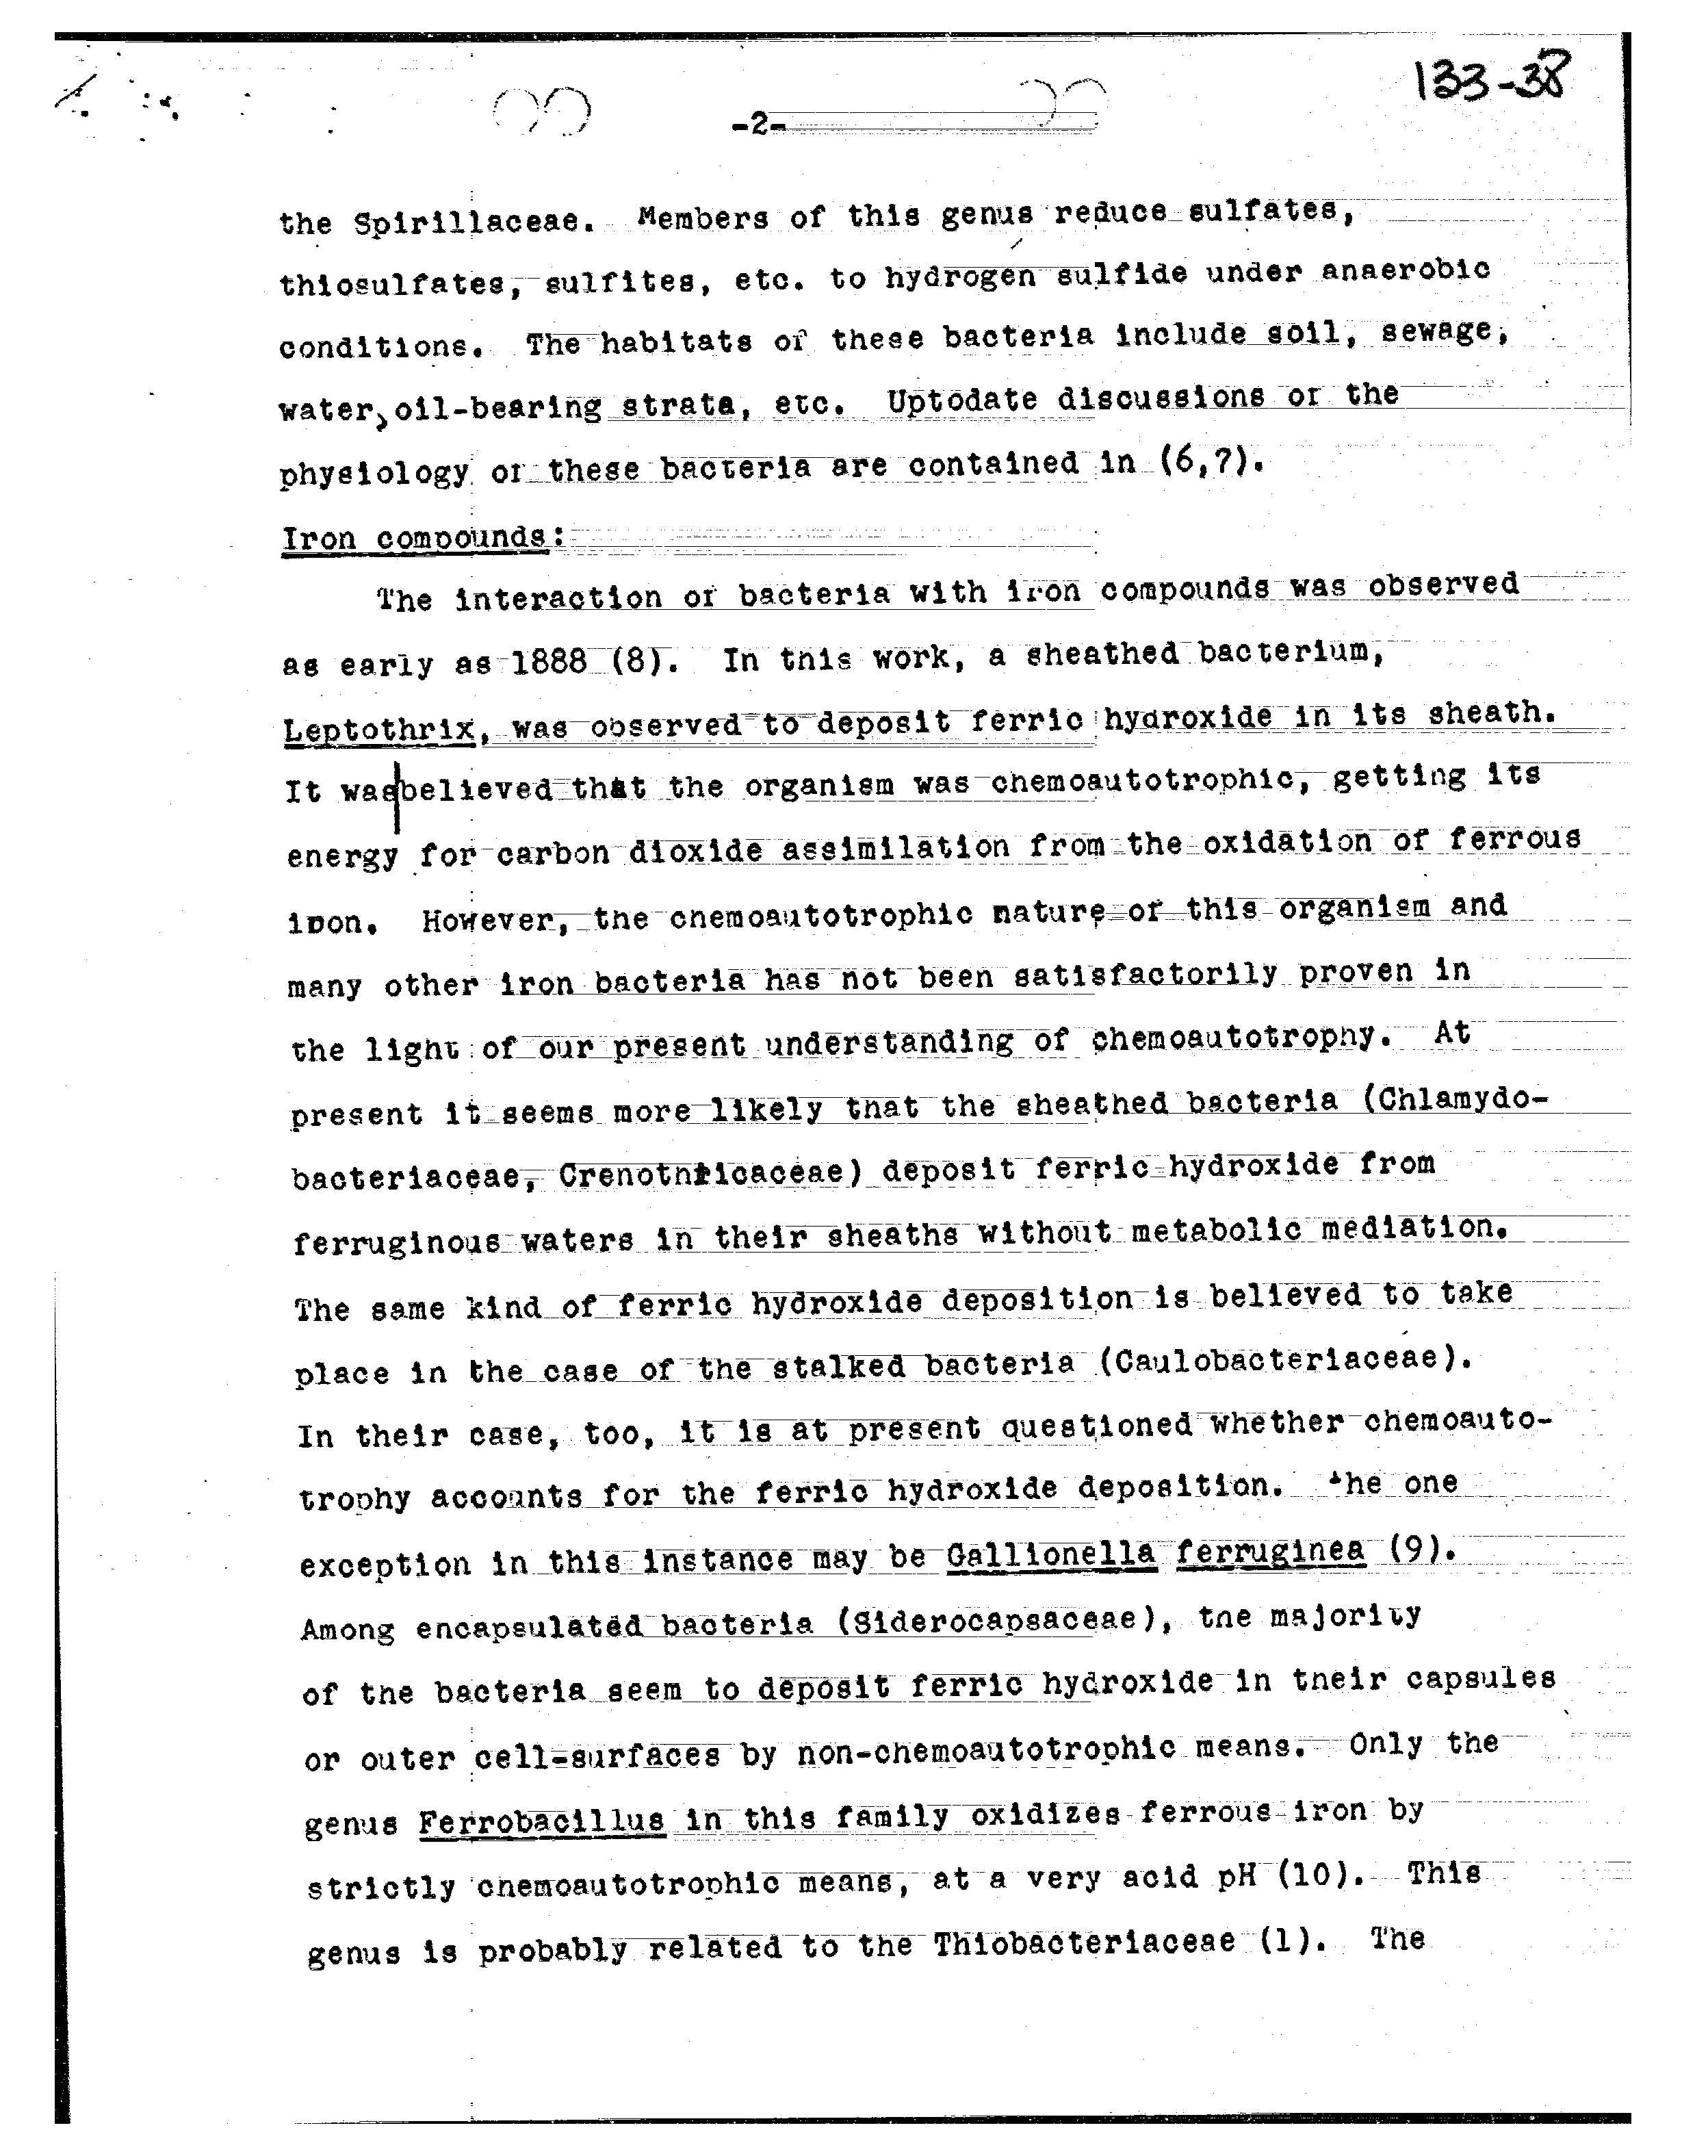 133-38
-2-
the Spirillaceae. Members of this genus reduce sulfates,
thiosulfates, sulfites, etc. to hydrogen sulfide under anaerobic
conditions. The habitats of these bacteria include soil, sewage,
water, oil-bearing strata, etc. Uptodate discussions of the
physiology of these bacteria are contained in (6,7).
Iron compounds:
The interaction of bacteria with iron compounds was observed
as early as 1888 (8). In this work, a sheathed bacterium,
Leptothrix, was observed to deposit ferric hydroxide in its sheath.
It was|believed that the organism was chemoautotrophic, getting its
energy for carbon dioxide assimilation from the oxidation of ferrous
iron. However, the chemoautotrophic nature of this organism and
many other iron bacteria has not been satisfactorily proven in
the light of our present understanding of chemoautotrophy. At
present it seems more likely that the sheathed bacteria (Chlamydo-
bacteriaceae, Crenothricaceae) deposit ferric hydroxide from
ferruginous waters in their sheaths without metabolic mediation.
The same kind of ferric hydroxide deposition is believed to take
place in the case of the stalked bacteria (Caulobacteriaceae).
In their case, too, it is at present questioned whether chemoauto-
trophy accounts for the ferric hydroxide deposition. The one
exception in this instance may be Gallionella ferruginea (9).
Among encapsulated bacteria (Siderocapsaceae), the majority
of the bacteria seem to deposit ferric hydroxide in their capsules
or outer cell-surfaces by non-chemoautotrophic means. Only the
genus Ferrobacillus in this family oxidizes ferrous iron by
strictly chemoautotrophic means, at a very acid pH (10). This
genus is probably related to the Thiobacteriaceae (1). The